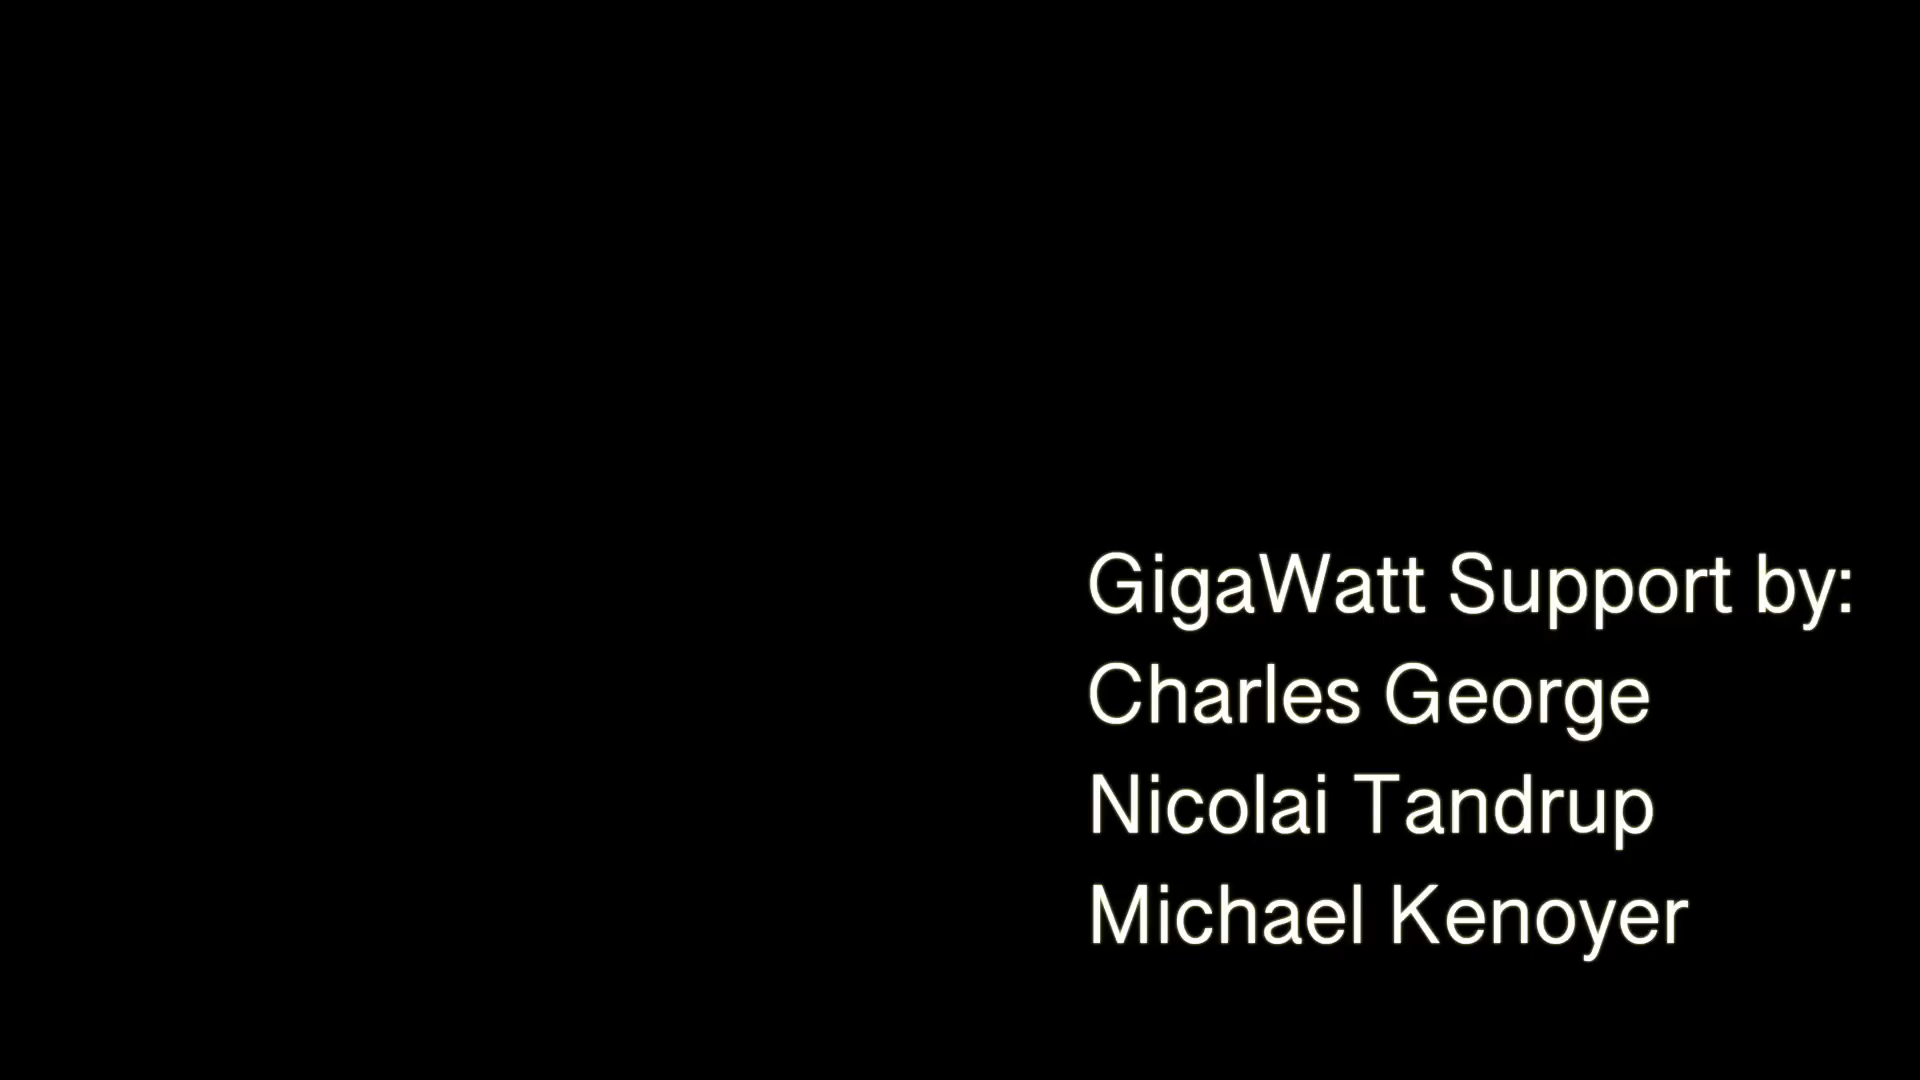 GigaWatt Support by:
Charles George
Nicolai Tandrup
Michael Kenoyer